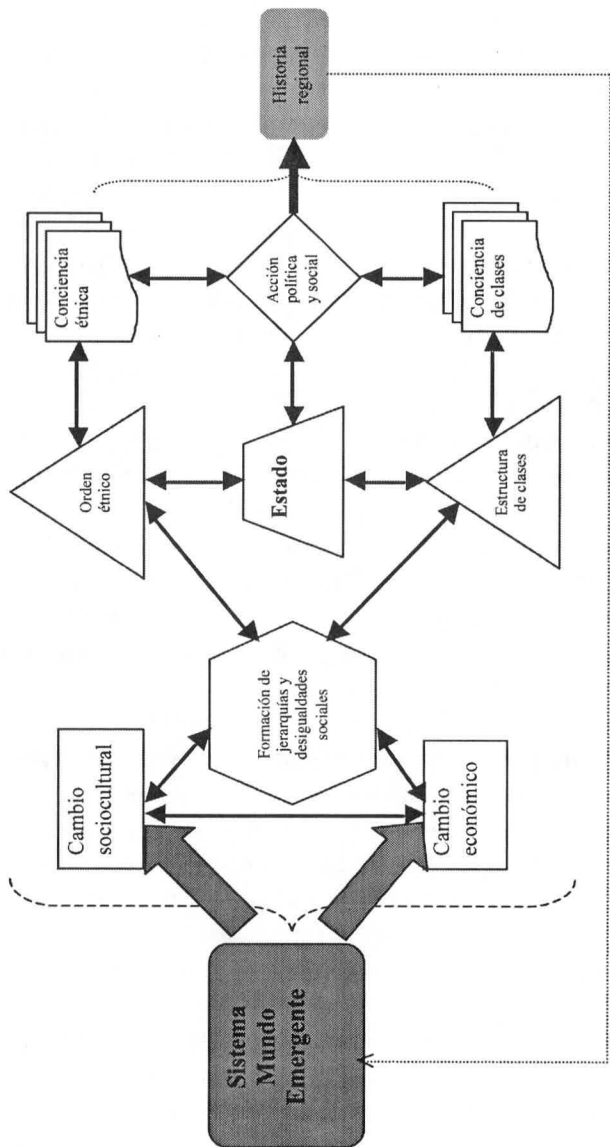 Sistema
Mundo
Emergente
Cambio
sociocultural
Cambio
económico
Formación de
jerarquías y
desigualdades
sociales
Orden
étnico
Estado
Estructura
de clases
Conciencia
étnica
Acción
política
y social
Conciencia
de clases
Historia
regional